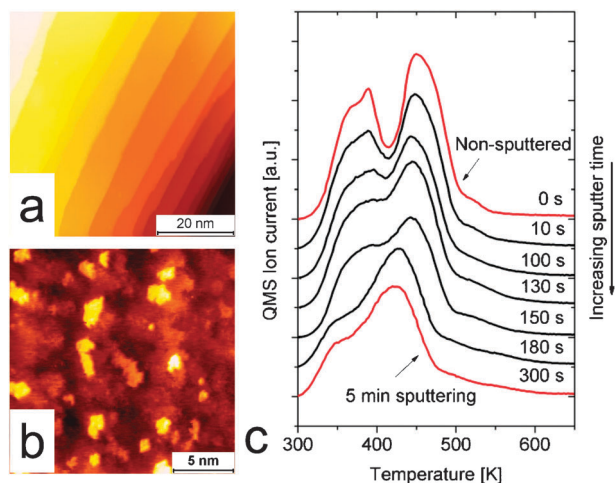 a
20 nm
b
5 nm
c
QMS Ion current [a.u.]
Non-sputtered
0 s
10 s
100 s
130 s
150 s
180 s
300 s
5 min sputtering
Increasing sputter time
300
400
500
600
Temperature [K]